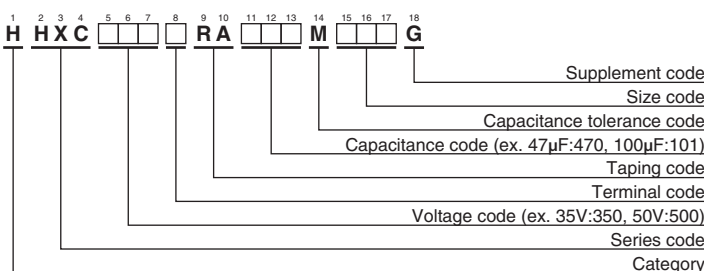 1 2 3 4 5 6 7 8 9 10 11 12 13 14 15 16 17 18
H HXC RA M G
Supplement code
Size code
Capacitance tolerance code
Capacitance code (ex. 47µF:470, 100µF:101)
Taping code
Terminal code
Voltage code (ex. 35V:350, 50V:500)
Series code
Category